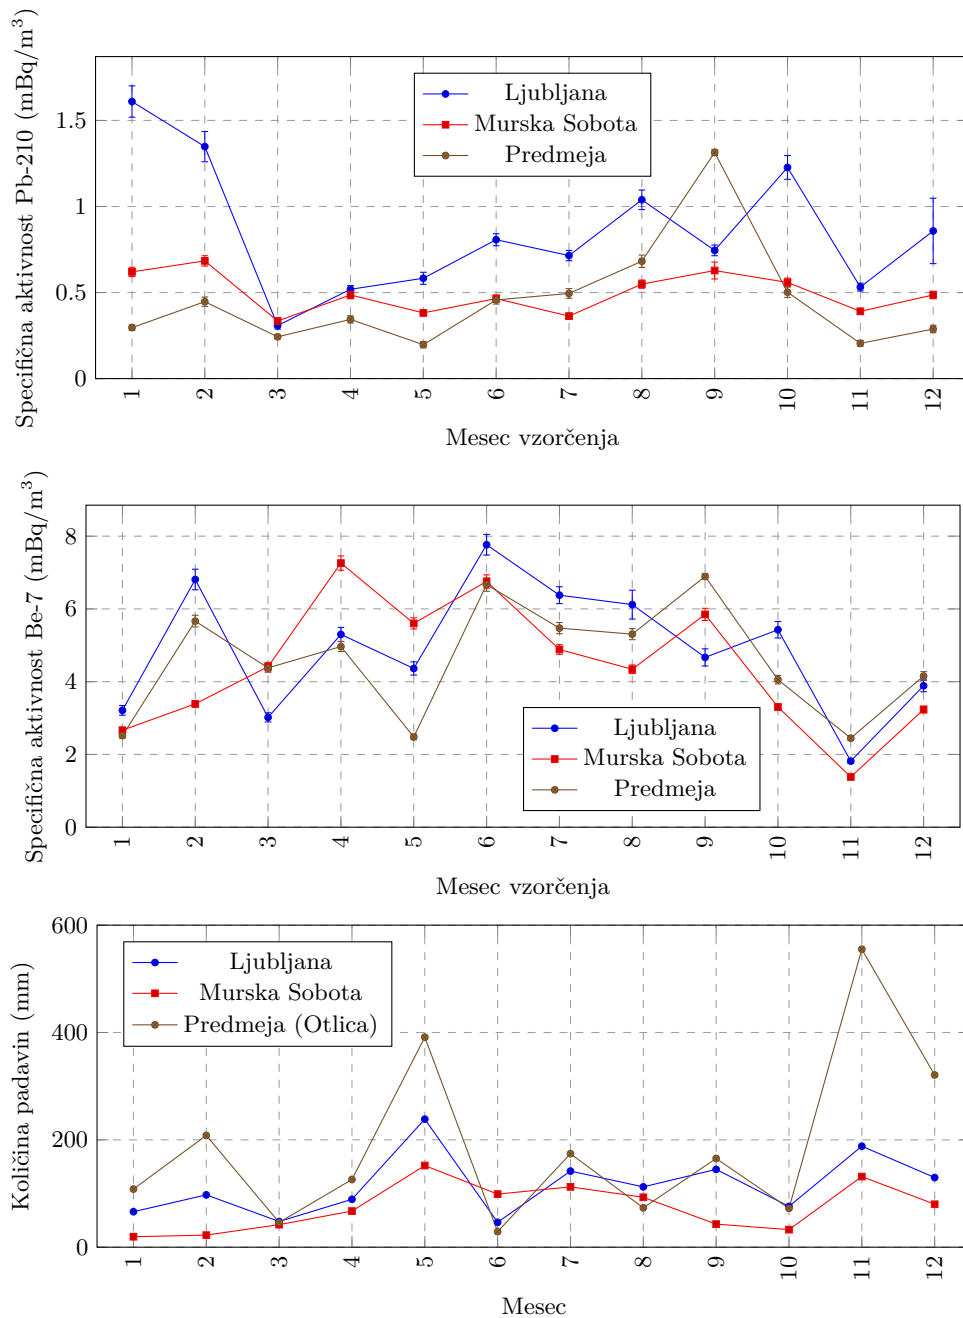 Specifična aktivnost Pb-210 (mBq/m³)
1.5
1
0.5
0
Ljubljana
Murska Sobota
Predmeja
1 2 3 4 5 6 7 8 9 10 11 12
Mesec vzorčenja
Specifična aktivnost Be-7 (mBq/m³)
8
6
4
2
0
Ljubljana
Murska Sobota
Predmeja
1 2 3 4 5 6 7 8 9 10 11 12
Mesec vzorčenja
Količina padavin (mm)
600
400
200
0
Ljubljana
Murska Sobota
Predmeja (Otlica)
1 2 3 4 5 6 7 8 9 10 11 12
Mesec